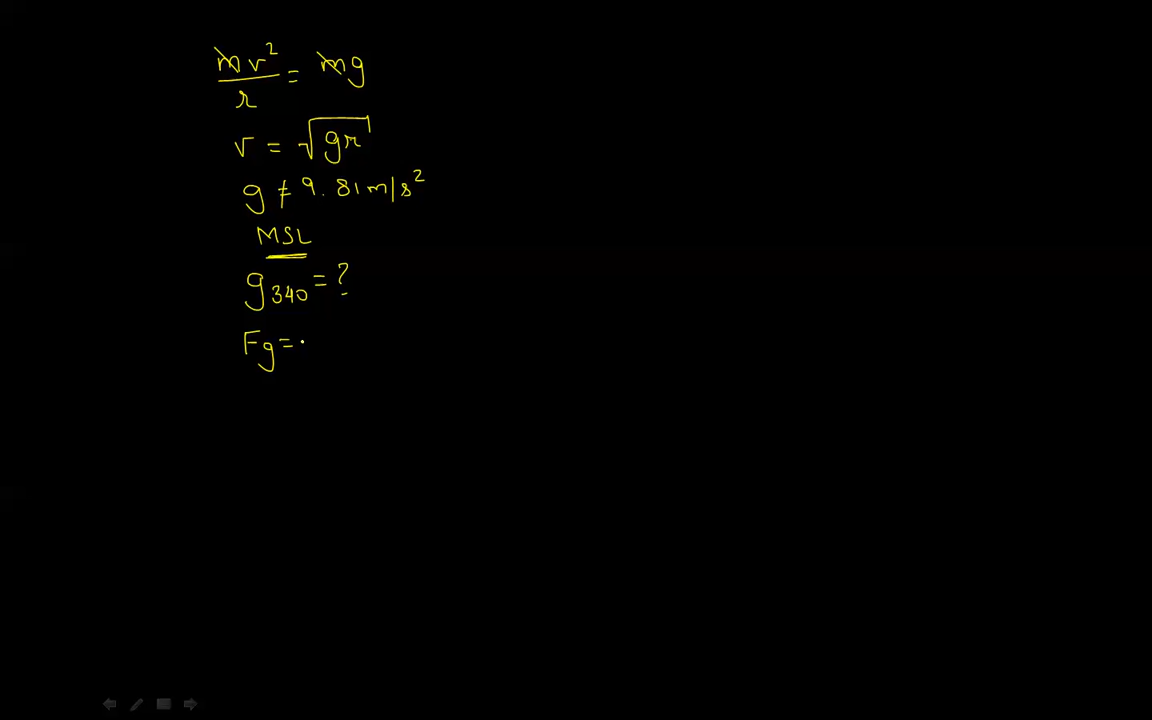 mv²/r = mg
v = √gr
g ≠ 9.81 m/s²
MSL
g₃₄₀ = ?
Fg =